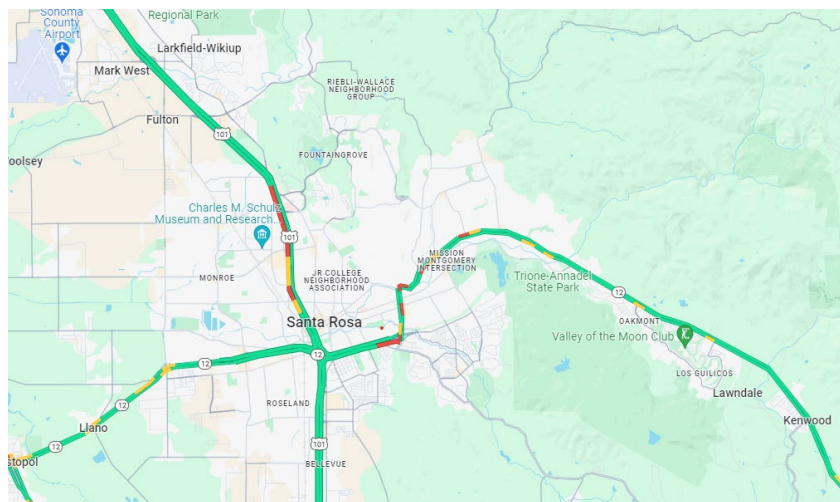 Sonoma
County
Airport
Regional Park
Larkfield-Wikiup
Mark West
RIEBLI-WALLACE
NEIGHBORHOOD
GROUP
Fulton
101
oolsey
FOUNTAINGROVE
Charles M. Schulz
Museum and Research...
101
MONROE
JR COLLEGE
NEIGHBORHOOD
ASSOCIATION
MISSION
MONTGOMERY
INTERSECTION
Trione-Annadel
State Park
12
Santa Rosa
OAKMONT
Valley of the Moon Club
12
12
LOS GUILICOS
Lawndale
ROSELAND
Kenwood
12
Llano
12
101
stopol
BELLEVUE